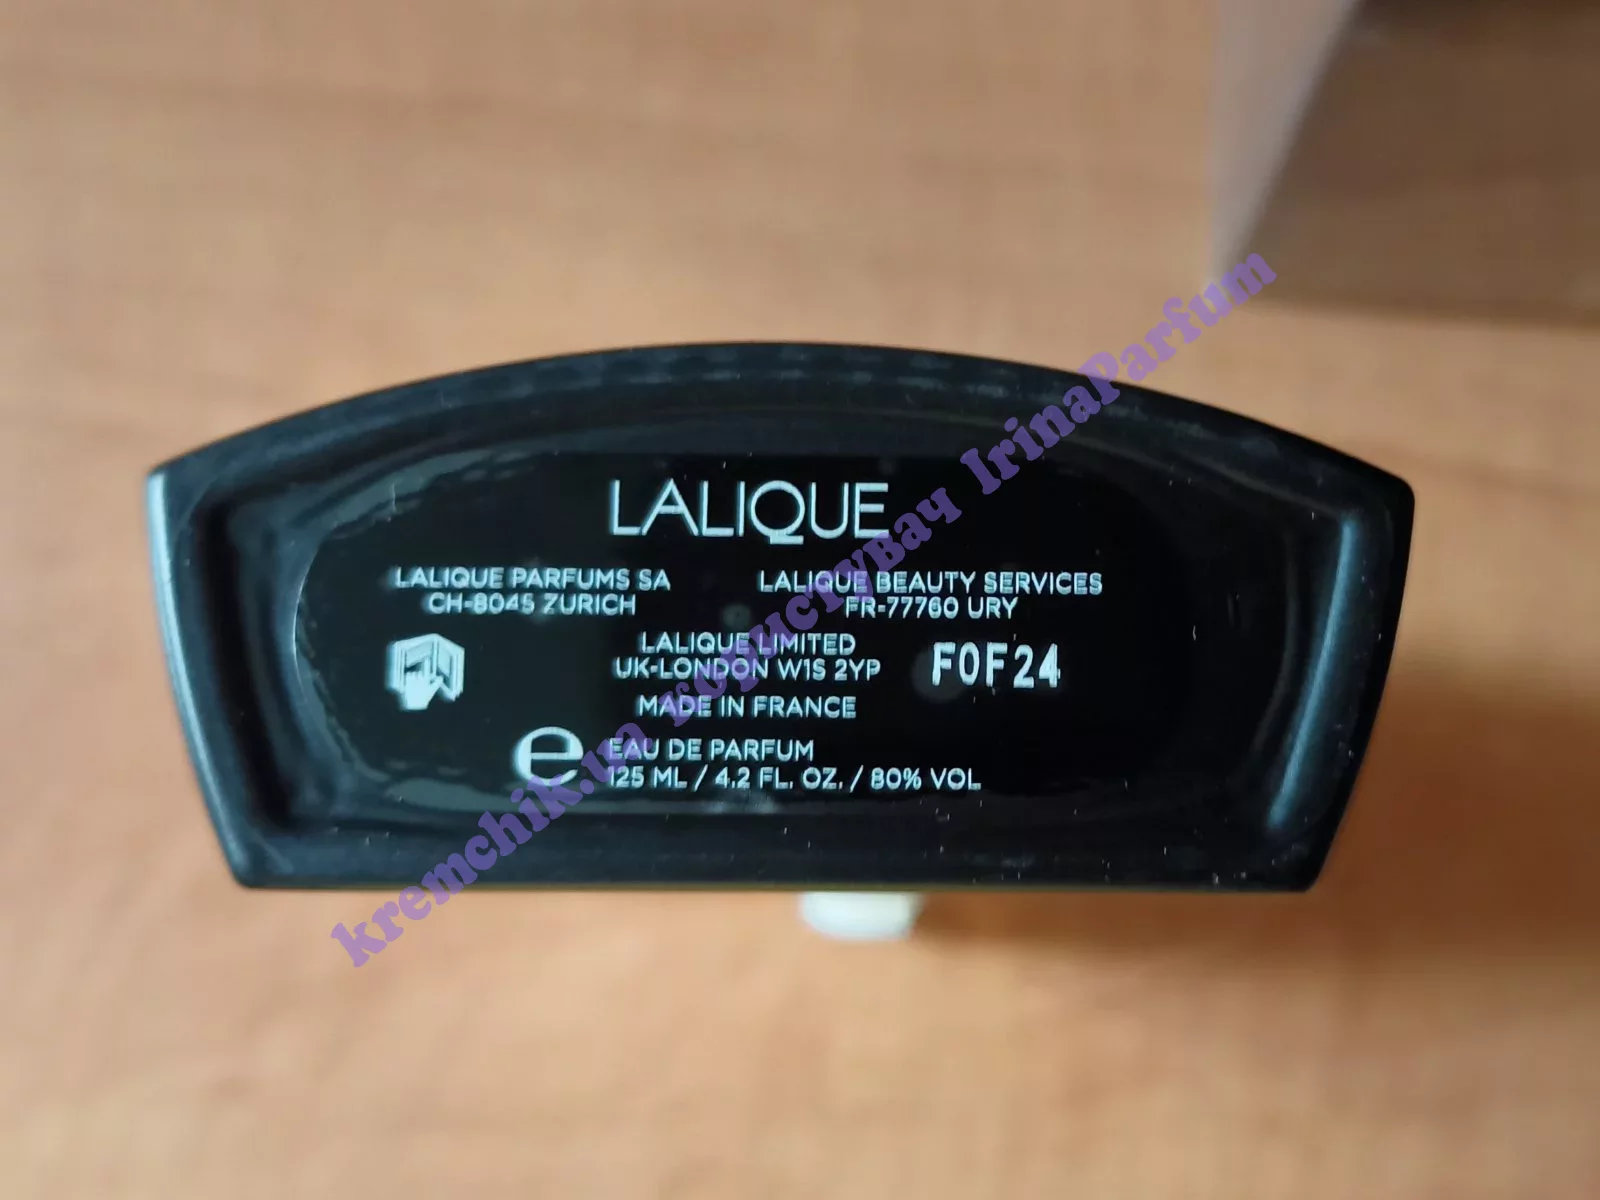 LALIQUE
LALIQUE PARFUMS SA
CH-8045 ZURICH
LALIQUE BEAUTY SERVICES
FR-77760 URY
LALIQUE LIMITED
UK-LONDON W1S 2YP
F0F24
MADE IN FRANCE
e EAU DE PARFUM
125 ML / 4.2 FL. OZ. / 80% VOL
kremchik.ua користувач IrinaParfum